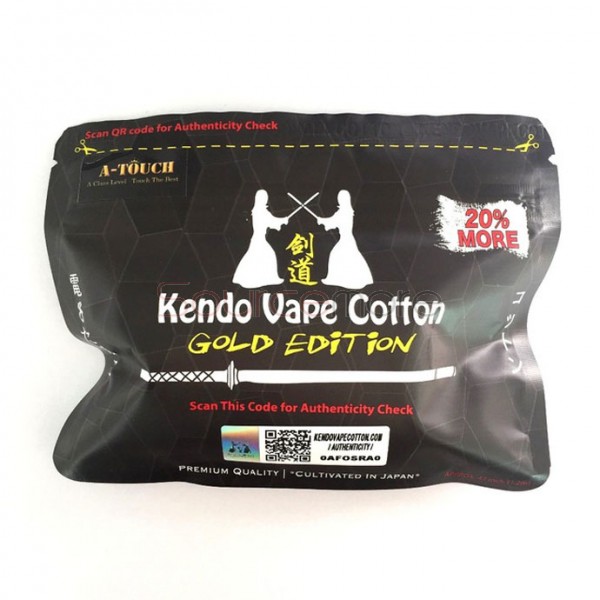 Scan QR code for Authenticity Check
A-TOUCH
A Class Level Touch The Best
20%
MORE
剣道
Kendo Vape Cotton
GOLD EDITION
Scan This Code for Authenticity Check
KENDOVAPECOTTON.COM
/AUTHENTICITY/
0AFOSRA0
PREMIUM QUALITY | "CULTIVATED IN JAPAN"